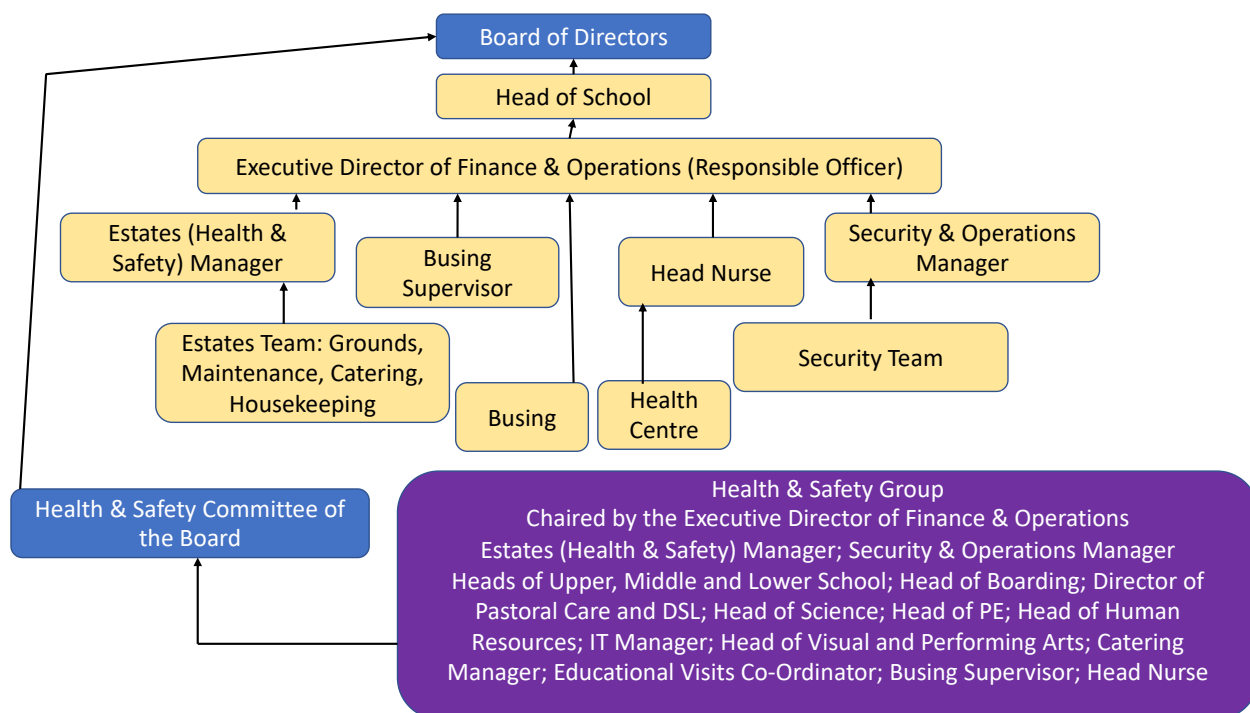 Board of Directors
Head of School
Executive Director of Finance & Operations (Responsible Officer)
Estates (Health &
Safety) Manager
Busing
Supervisor
Head Nurse
Security & Operations
Manager
Estates Team: Grounds,
Maintenance, Catering,
Housekeeping
Busing
Health
Centre
Security Team
Health & Safety Committee of
the Board
Health & Safety Group
Chaired by the Executive Director of Finance & Operations
Estates (Health & Safety) Manager; Security & Operations Manager
Heads of Upper, Middle and Lower School; Head of Boarding; Director of
Pastoral Care and DSL; Head of Science; Head of PE; Head of Human
Resources; IT Manager; Head of Visual and Performing Arts; Catering
Manager; Educational Visits Co-Ordinator; Busing Supervisor; Head Nurse